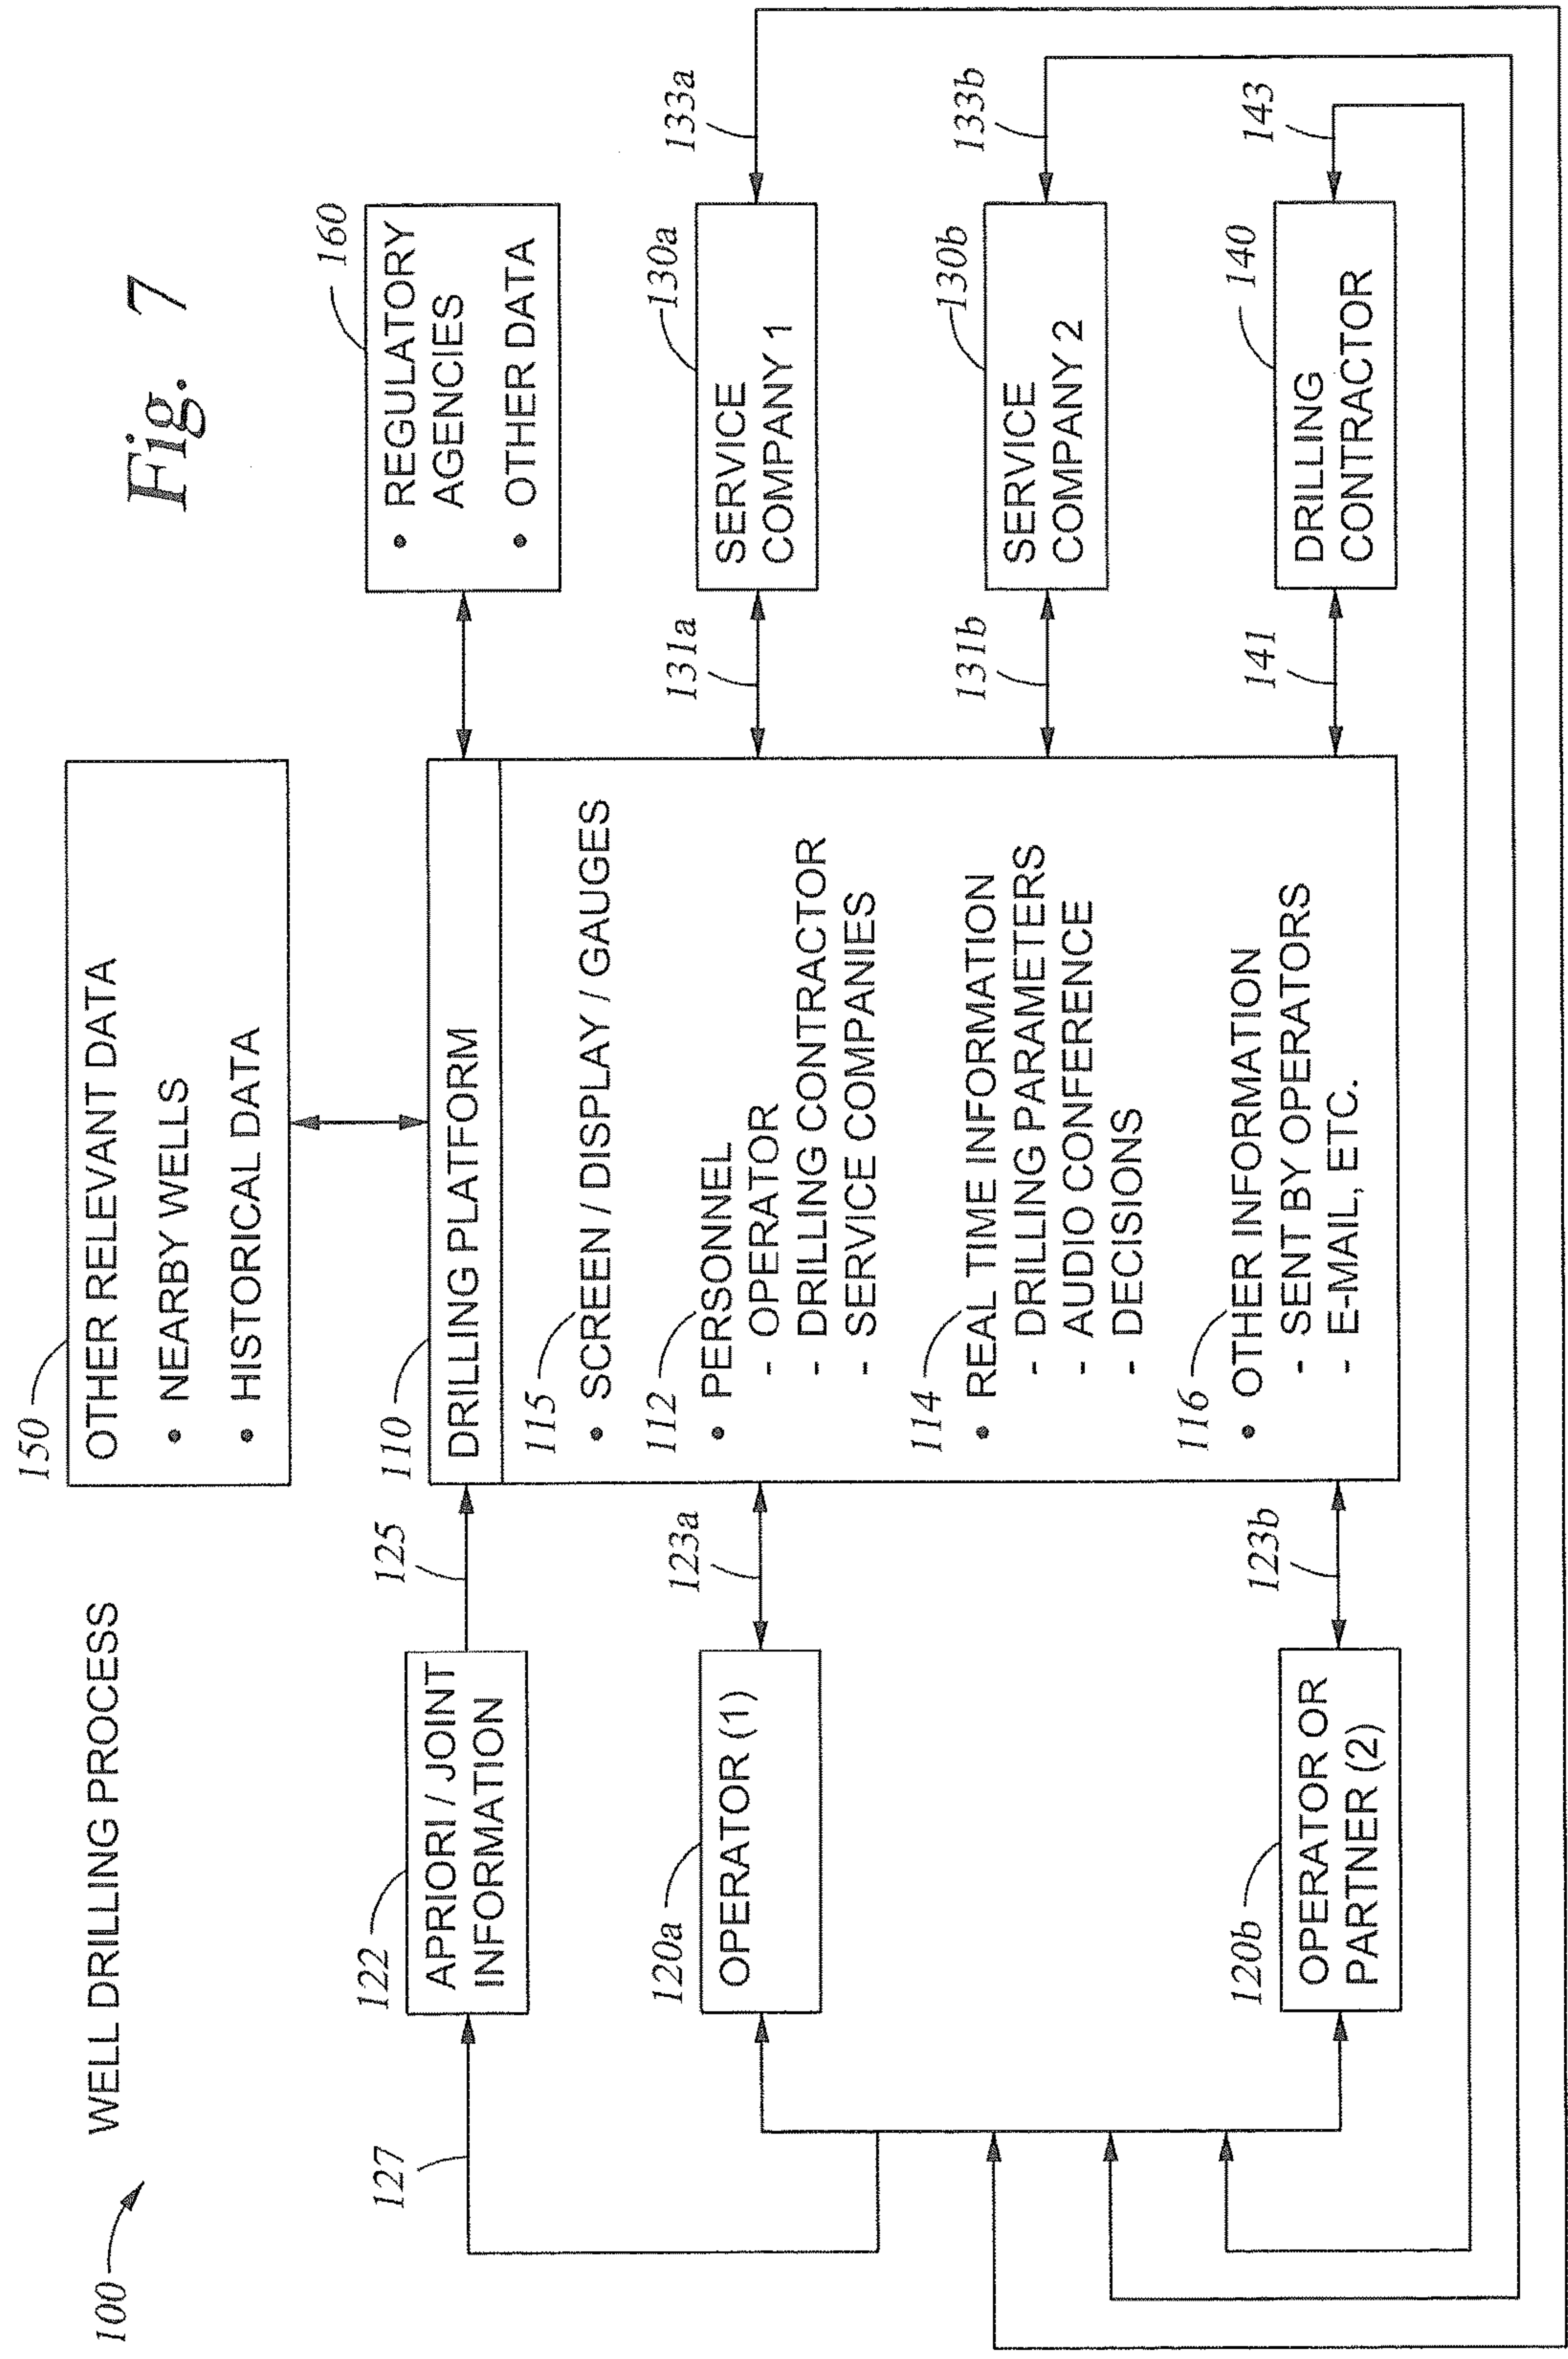 Fig. 7
100
WELL DRILLING PROCESS
150
OTHER RELEVANT DATA
• NEARBY WELLS
• HISTORICAL DATA
127
122
APRIORI / JOINT
INFORMATION
125
110
DRILLING PLATFORM
115
• SCREEN / DISPLAY / GAUGES
112
• PERSONNEL
- OPERATOR
- DRILLING CONTRACTOR
- SERVICE COMPANIES
114
• REAL TIME INFORMATION
- DRILLING PARAMETERS
- AUDIO CONFERENCE
- DECISIONS
116
• OTHER INFORMATION
- SENT BY OPERATORS
- E-MAIL, ETC.
160
• REGULATORY
AGENCIES
• OTHER DATA
120a
OPERATOR (1)
123a
131a
130a
SERVICE
COMPANY 1
133a
131b
130b
SERVICE
COMPANY 2
133b
120b
OPERATOR OR
PARTNER (2)
123b
141
140
DRILLING
CONTRACTOR
143